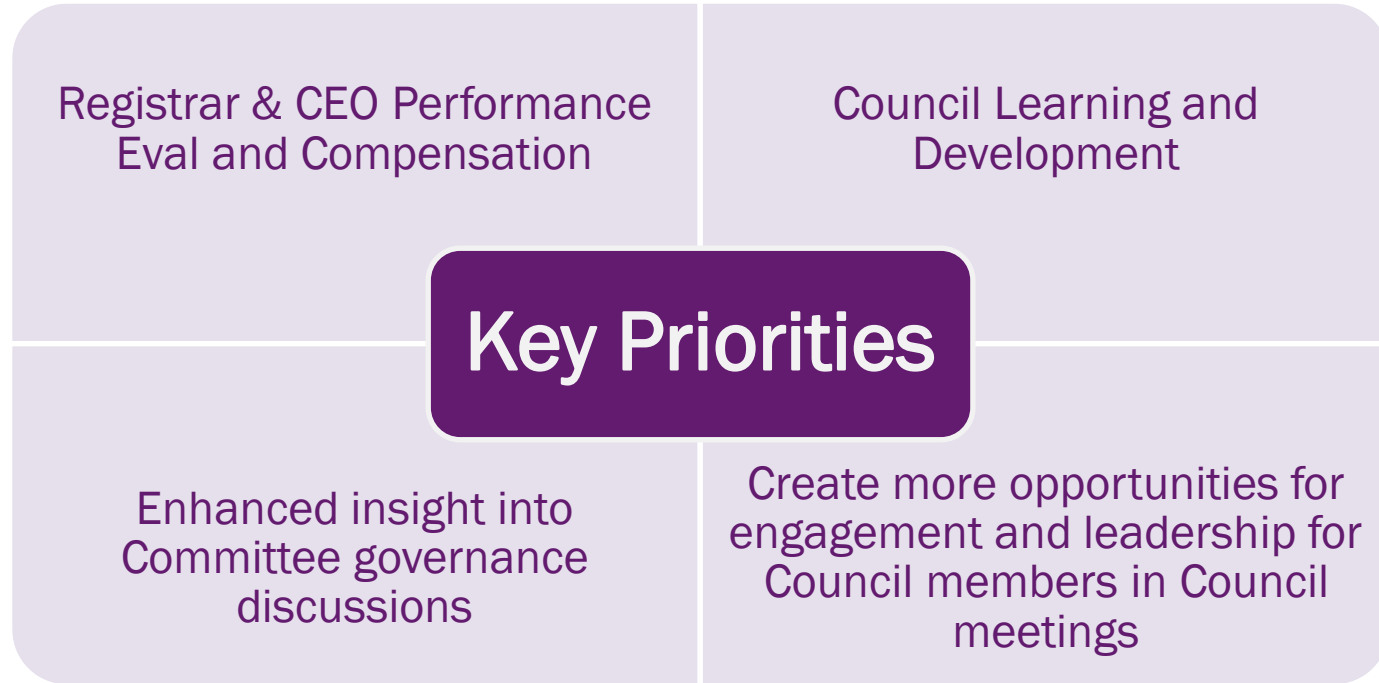 Registrar & CEO Performance
Eval and Compensation
Council Learning and
Development
Key Priorities
Enhanced insight into
Committee governance
discussions
Create more opportunities for
engagement and leadership for
Council members in Council
meetings